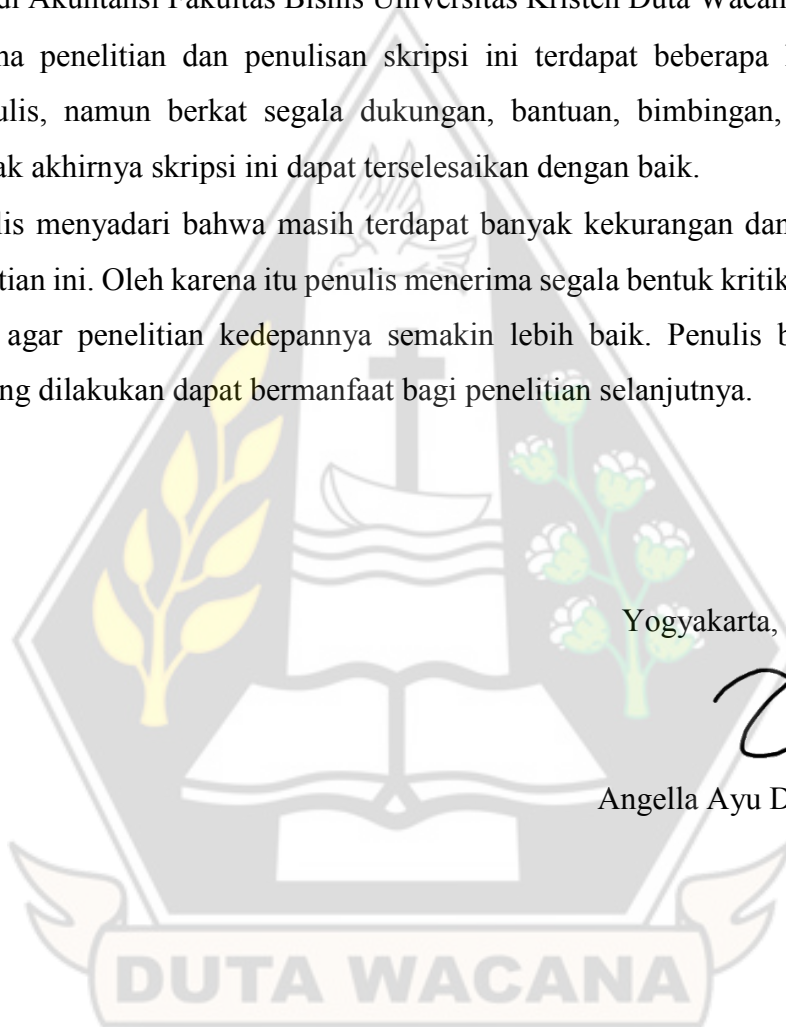 di Akuntansi Fakultas Bisnis Universitas Kristen Duta Wacana
na penelitian dan penulisan skripsi ini terdapat beberapa
ulis, namun berkat segala dukungan, bantuan, bimbingan,
ak akhirnya skripsi ini dapat terselesaikan dengan baik.
lis menyadari bahwa masih terdapat banyak kekurangan dan
tian ini. Oleh karena itu penulis menerima segala bentuk kritik
agar penelitian kedepannya semakin lebih baik. Penulis b
ng dilakukan dapat bermanfaat bagi penelitian selanjutnya.
Yogyakarta,
Angella Ayu D
DUTA WACANA